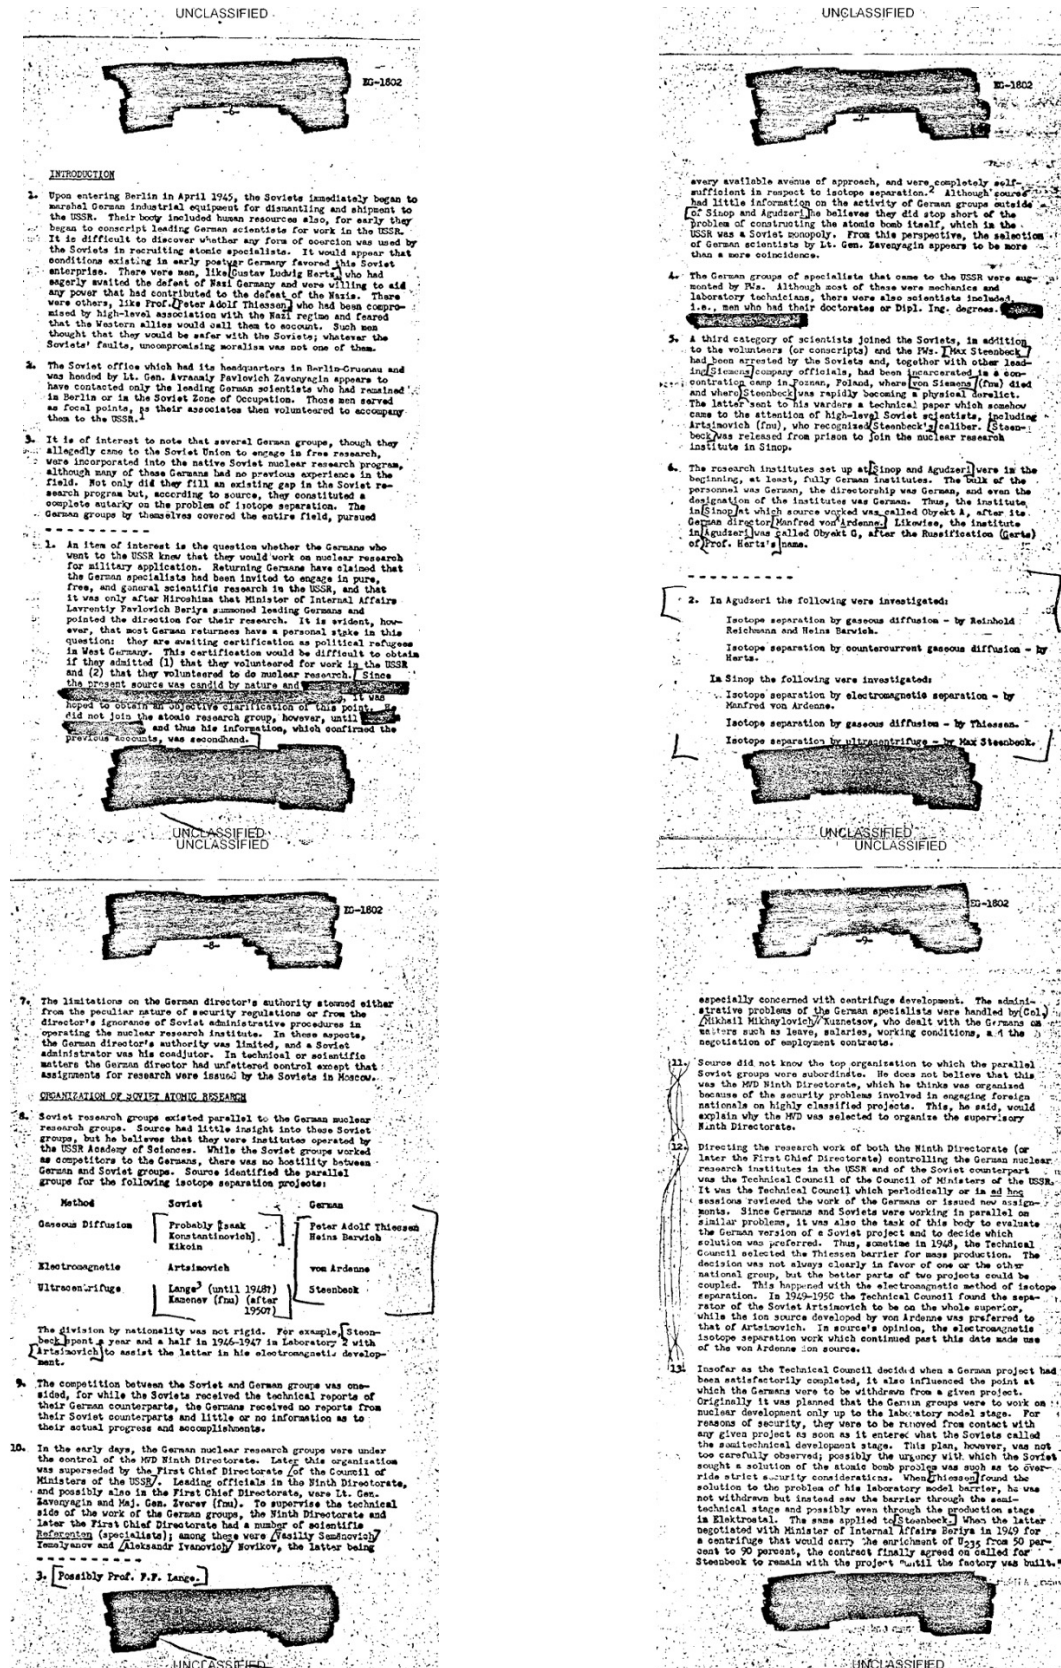 UNCLASSIFIED
EG-1802
-6-
INTRODUCTION
1. Upon entering Berlin in April 1945, the Soviets immediately began to
marshal German industrial equipment for dismantling and shipment to
the USSR. Their booty included human resources also, for early they
began to conscript leading German scientists for work in the USSR.
It is difficult to discover whether any form of coercion was used by
the Soviets in recruiting atomic specialists. It would appear that
conditions existing in early postwar Germany favored this Soviet
enterprise. There were men, like [Gustav Ludwig Hertz] who had
eagerly awaited the defeat of Nazi Germany and were willing to aid
any power that had contributed to the defeat of the Nazis. There
were others, like Prof. [Peter Adolf Thiessen] who had been compro-
mised by high-level association with the Nazi regime and feared
that the Western allies would call them to account. Such men
thought that they would be safer with the Soviets; whatever the
Soviets' faults, uncompromising moralism was not one of them.
2. The Soviet office which had its headquarters in Berlin-Gruenau and
was headed by Lt. Gen. Avraamiy Pavlovich Zavenyagin appears to
have contacted only the leading German scientists who had remained
in Berlin or in the Soviet Zone of Occupation. These men served
as focal points, as their associates then volunteered to accompany
them to the USSR.1
3. It is of interest to note that several German groups, though they
allegedly came to the Soviet Union to engage in free research,
were incorporated into the native Soviet nuclear research program,
although many of these Germans had no previous experience in the
field. Not only did they fill an existing gap in the Soviet re-
search program but, according to source, they constituted a
complete autarky on the problem of isotope separation. The
German groups by themselves covered the entire field, pursued
1. An item of interest is the question whether the Germans who
went to the USSR knew that they would work on nuclear research
for military application. Returning Germans have claimed that
the German specialists had been invited to engage in pure,
free, and general scientific research in the USSR, and that
it was only after Hiroshima that Minister of Internal Affairs
Lavrentiy Pavlovich Beriya summoned leading Germans and
pointed the direction for their research. It is evident, how-
ever, that most German returnees have a personal stake in this
question: they are awaiting certification as political refugees
in West Germany. This certification would be difficult to obtain
if they admitted (1) that they volunteered for work in the USSR
and (2) that they volunteered to do nuclear research. [Since
the present source was candid by nature and
it was
hoped to obtain an objective clarification of this point. He
did not join the atomic research group, however, until
and thus his information, which confirmed the
previous accounts, was secondhand.]
UNCLASSIFIED
UNCLASSIFIED
EG-1802
-7-
every available avenue of approach, and were completely self-
sufficient in respect to isotope separation.2 Although source
had little information on the activity of German groups outside
[of Sinop and Agudzeri] he believes they did stop short of the
problem of constructing the atomic bomb itself, which in the
USSR was a Soviet monopoly. From this perspective, the selection
of German scientists by Lt. Gen. Zavenyagin appears to be more
than a mere coincidence.
4. The German groups of specialists that came to the USSR were aug-
mented by PWs. Although most of these were mechanics and
laboratory technicians, there were also scientists included,
i.e., men who had their doctorates or Dipl. Ing. degrees.
5. A third category of scientists joined the Soviets, in addition
to the volunteers (or conscripts) and the PWs. [Max Steenbeck]
had been arrested by the Soviets and, together with other lead-
ing [Siemens] company officials, had been incarcerated in a con-
centration camp in Poznan, Poland, where [von Siemens] (fnu) died
and where [Steenbeck] was rapidly becoming a physical derelict.
The latter sent to his warders a technical paper which somehow
came to the attention of high-level Soviet scientists, including
Artsimovich (fnu), who recognized [Steenbeck's] caliber. [Steen-
beck] was released from prison to join the nuclear research
institute in Sinop.
6. The research institutes set up at [Sinop and Agudzeri] were in the
beginning, at least, fully German institutes. The bulk of the
personnel was German, the directorship was German, and even the
designation of the institutes was German. Thus, the institute
in [Sinop] at which source worked was called Obyekt A, after its
German director [Manfred von Ardenne.] Likewise, the institute
in [Agudzeri] was called Obyekt G, after the Russification (Gerts)
of [Prof. Hertz's] name.
2. In Agudzeri the following were investigated:
Isotope separation by gaseous diffusion - by Reinhold
Reichmann and Heinz Barwich.
Isotope separation by countercurrent gaseous diffusion - by
Hertz.
In Sinop the following were investigated:
Isotope separation by electromagnetic separation - by
Manfred von Ardenne.
Isotope separation by gaseous diffusion - by Thiessen.
Isotope separation by ultracentrifuge - by Max Steenbeck.
UNCLASSIFIED
UNCLASSIFIED
EG-1802
-8-
7. The limitations on the German director's authority stemmed either
from the peculiar nature of security regulations or from the
director's ignorance of Soviet administrative procedures in
operating the nuclear research institute. In these aspects,
the German director's authority was limited, and a Soviet
administrator was his coadjutor. In technical or scientific
matters the German director had unfettered control except that
assignments for research were issued by the Soviets in Moscow.
ORGANIZATION OF SOVIET ATOMIC RESEARCH
8. Soviet research groups existed parallel to the German nuclear
research groups. Source had little insight into these Soviet
groups, but he believes that they were institutes operated by
the USSR Academy of Sciences. While the Soviet groups worked
as competitors to the Germans, there was no hostility between
German and Soviet groups. Source identified the parallel
groups for the following isotope separation projects:
Method Soviet German
Gaseous Diffusion [Probably [Isaak Peter Adolf Thiessen
Konstantinovich] Heinz Barwich
Kikoin
Electromagnetic Artsimovich von Ardenne
Ultracentrifuge Lange3 (until 1948?) Steenbeck
Kamenev (fnu) (after
1950?)
The division by nationality was not rigid. For example, [Steen-
beck] spent a year and a half in 1946-1947 in Laboratory 2 with
[Artsimovich] to assist the latter in his electromagnetic develop-
ment.
9. The competition between the Soviet and German groups was one-
sided, for while the Soviets received the technical reports of
their German counterparts, the Germans received no reports from
their Soviet counterparts and little or no information as to
their actual progress and accomplishments.
10. In the early days, the German nuclear research groups were under
the control of the MVD Ninth Directorate. Later this organization
was superseded by the First Chief Directorate /of the Council of
Ministers of the USSR/. Leading officials in the Ninth Directorate,
and possibly also in the First Chief Directorate, were Lt. Gen.
Zavenyagin and Maj. Gen. Zverev (fnu). To supervise the technical
side of the work of the German groups, the Ninth Directorate and
later the First Chief Directorate had a number of scientific
Referenten (specialists); among these were /Vasiliy Semënovich/
Yemelyanov and /Aleksandr Ivanovich/ Novikov, the latter being
3. [Possibly Prof. F.F. Lange.]
UNCLASSIFIED
UNCLASSIFIED
EG-1802
-9-
especially concerned with centrifuge development. The admini-
strative problems of the German specialists were handled by (Col.)
/Mikhail Mikhaylovich/ Kuznetsov, who dealt with the Germans on
matters such as leave, salaries, working conditions, and the
negotiation of employment contracts.
11. Source did not know the top organization to which the parallel
Soviet groups were subordinate. He does not believe that this
was the MVD Ninth Directorate, which he thinks was organized
because of the security problems involved in engaging foreign
nationals on highly classified projects. This, he said, would
explain why the MVD was selected to organize the supervisory
Ninth Directorate.
12. Directing the research work of both the Ninth Directorate (or
later the First Chief Directorate) controlling the German nuclear
research institutes in the USSR and of the Soviet counterpart
was the Technical Council of the Council of Ministers of the USSR.
It was the Technical Council which periodically or in ad hoc
sessions reviewed the work of the Germans or issued new assign-
ments. Since Germans and Soviets were working in parallel on
similar problems, it was also the task of this body to evaluate
the German version of a Soviet project and to decide which
solution was preferred. Thus, sometime in 1948, the Technical
Council selected the Thiessen barrier for mass production. The
decision was not always clearly in favor of one or the other
national group, but the better parts of two projects could be
coupled. This happened with the electromagnetic method of isotope
separation. In 1949-1950 the Technical Council found the sepa-
rator of the Soviet Artsimovich to be on the whole superior,
while the ion source developed by von Ardenne was preferred to
that of Artsimovich. In source's opinion, the electromagnetic
isotope separation work which continued past this date made use
of the von Ardenne ion source.
13. Insofar as the Technical Council decided when a German project had
been satisfactorily completed, it also influenced the point at
which the Germans were to be withdrawn from a given project.
Originally it was planned that the German groups were to work on
nuclear development only up to the laboratory model stage. For
reasons of security, they were to be removed from contact with
any given project as soon as it entered what the Soviets called
the semitechnical development stage. This plan, however, was not
too carefully observed; possibly the urgency with which the Soviet
sought a solution of the atomic bomb problem was such as to over-
ride strict security considerations. When [Thiessen] found the
solution to the problem of his laboratory model barrier, he was
not withdrawn but instead saw the barrier through the semi-
technical stage and possibly even through the production stage
in Elektrostal. The same applied to [Steenbeck.] When the latter
negotiated with Minister of Internal Affairs Beriya in 1949 for
a centrifuge that would carry the enrichment of U235 from 50 per-
cent to 90 percent, the contract finally agreed on called for
Steenbeck to remain with the project until the factory was built.
UNCLASSIFIED